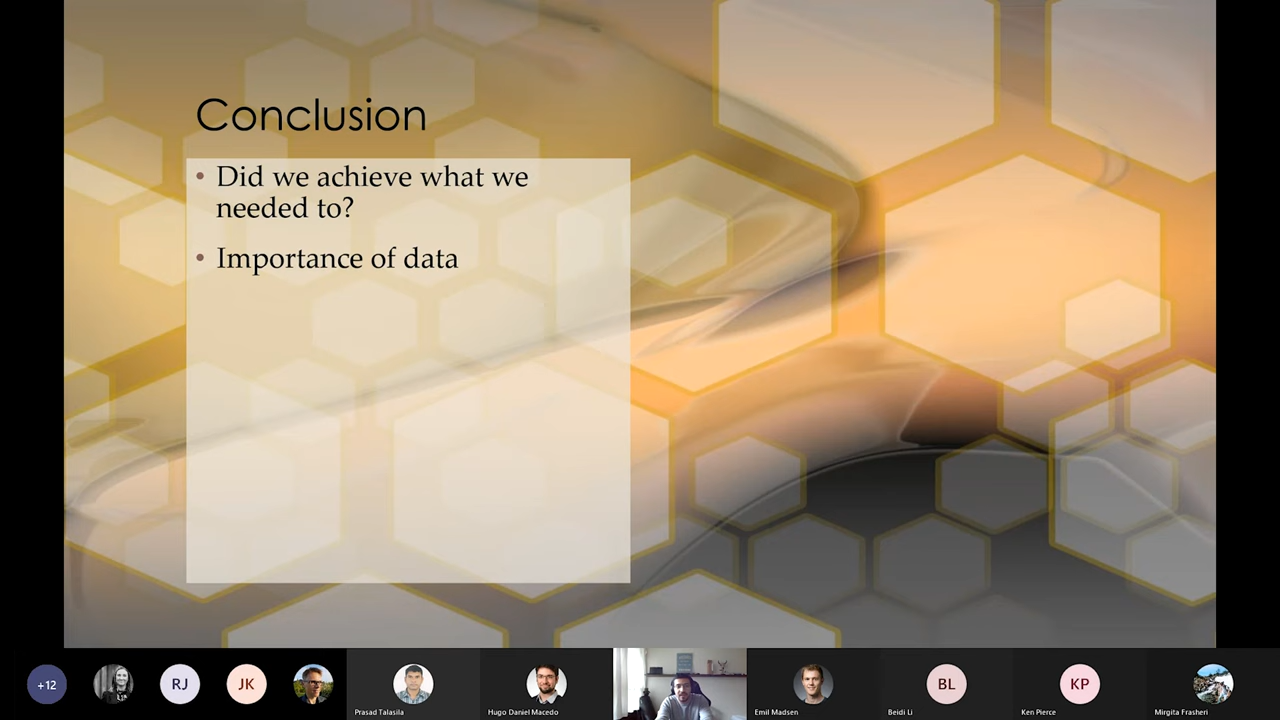 Conclusion
• Did we achieve what we
needed to?
• Importance of data
+12
RJ
JK
Prasad Talasila
Hugo Daniel Macedo
Emil Madsen
BL
Beidi Li
KP
Ken Pierce
Mirgita Frasheri